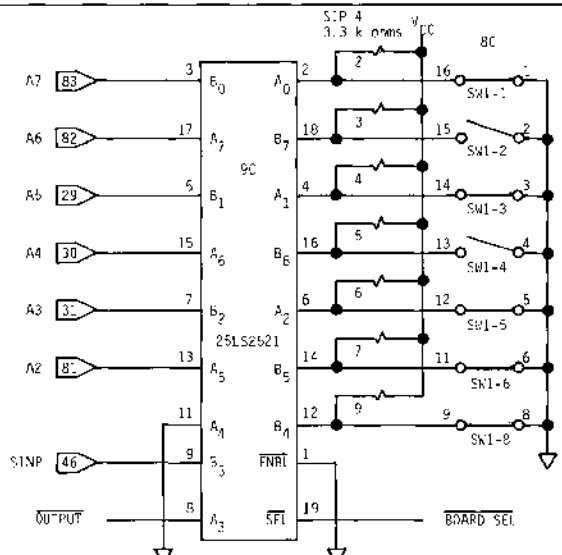 SIP 4
3.3 k ohms
VCC
8C
A7 83 3 B0 A0 2 2 16 1
SW1-1
A6 82 17 A7 B7 18 3 15 2
SW1-2
9C
A5 29 5 B1 A1 4 4 14 3
SW1-3
A4 30 15 A6 B6 16 5 13 4
SW1-4
A3 31 7 B2 A2 6 6 12 5
SW1-5
25LS2521
A2 81 13 A5 B5 14 7 11 6
SW1-6
11 A4 B4 12 9 9 8
SW1-8
SINP 46 9 B3 ENBL 1
OUTPUT 8 A3 SEL 19 BOARD SEL